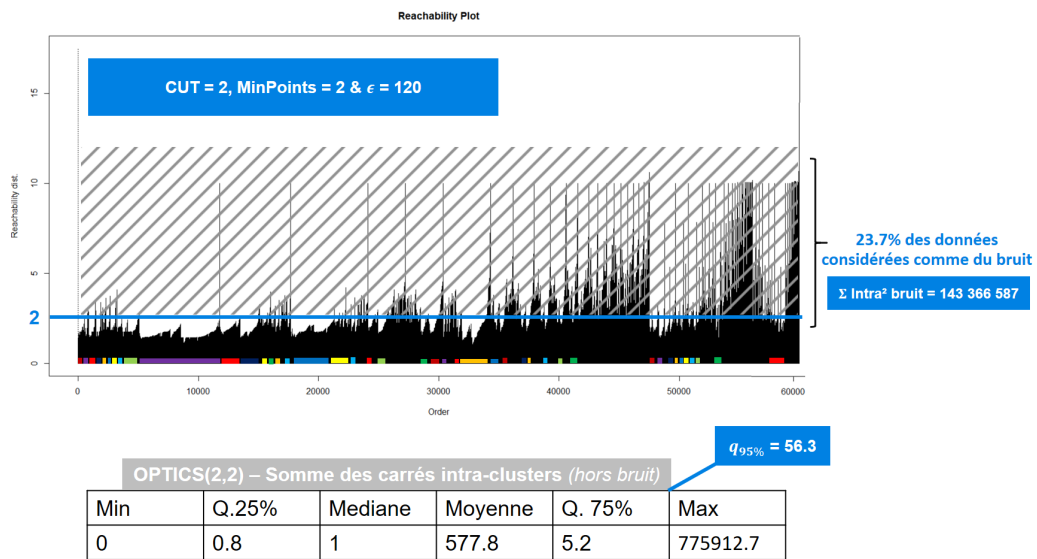 Reachability Plot
CUT = 2, MinPoints = 2 & ϵ = 120
Reachability dist.
15
10
5
0
2
0
10000
20000
30000
40000
50000
60000
Order
23.7% des données
considérées comme du bruit
Σ Intra² bruit = 143 366 587
q95% = 56.3
OPTICS(2,2) – Somme des carrés intra-clusters (hors bruit)
Min Q.25% Mediane Moyenne Q. 75% Max
0 0.8 1 577.8 5.2 775912.7